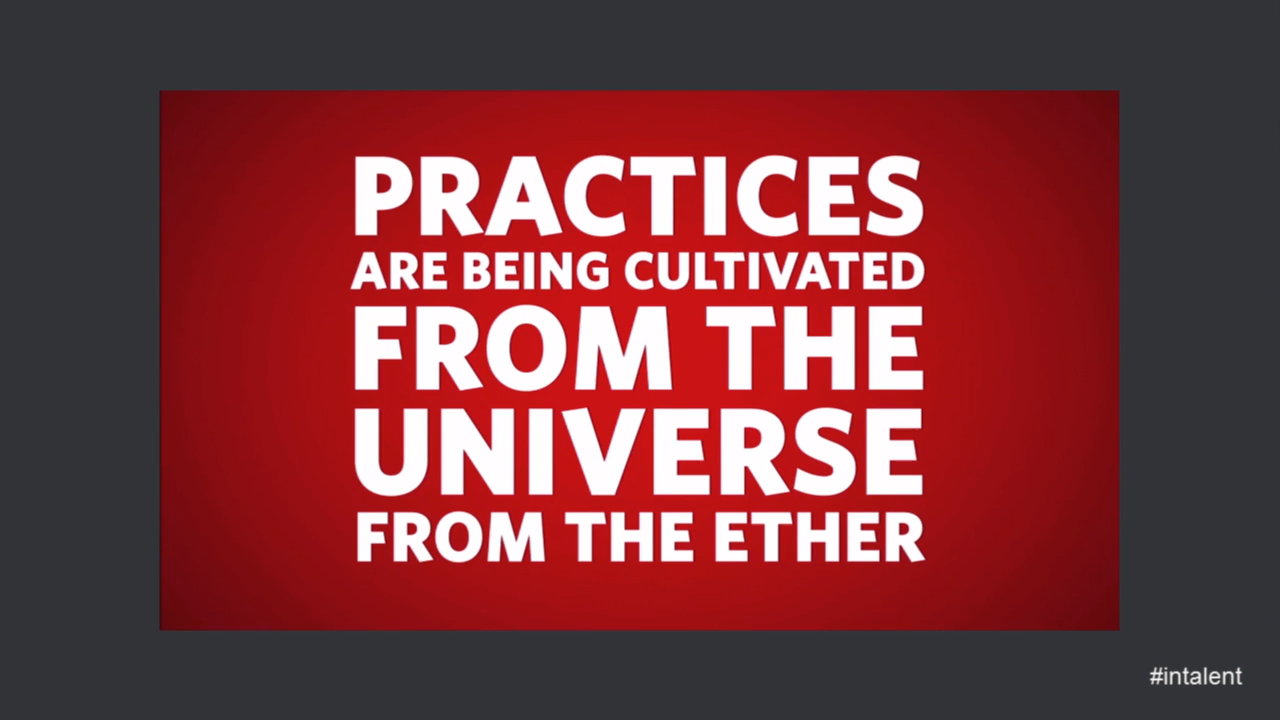 PRACTICES
ARE BEING CULTIVATED
FROM THE
UNIVERSE
FROM THE ETHER
#intalent